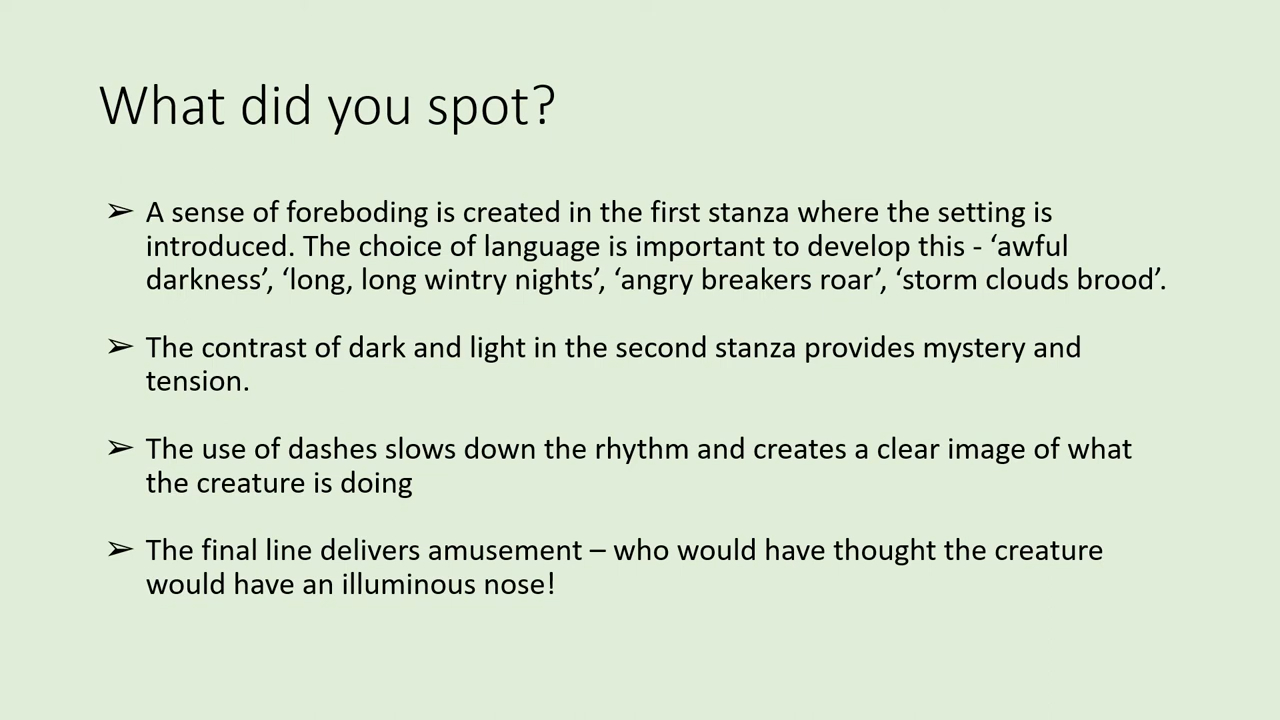 What did you spot?
➢ A sense of foreboding is created in the first stanza where the setting is
introduced. The choice of language is important to develop this - ‘awful
darkness’, ‘long, long wintry nights’, ‘angry breakers roar’, ‘storm clouds brood’.
➢ The contrast of dark and light in the second stanza provides mystery and
tension.
➢ The use of dashes slows down the rhythm and creates a clear image of what
the creature is doing
➢ The final line delivers amusement – who would have thought the creature
would have an illuminous nose!